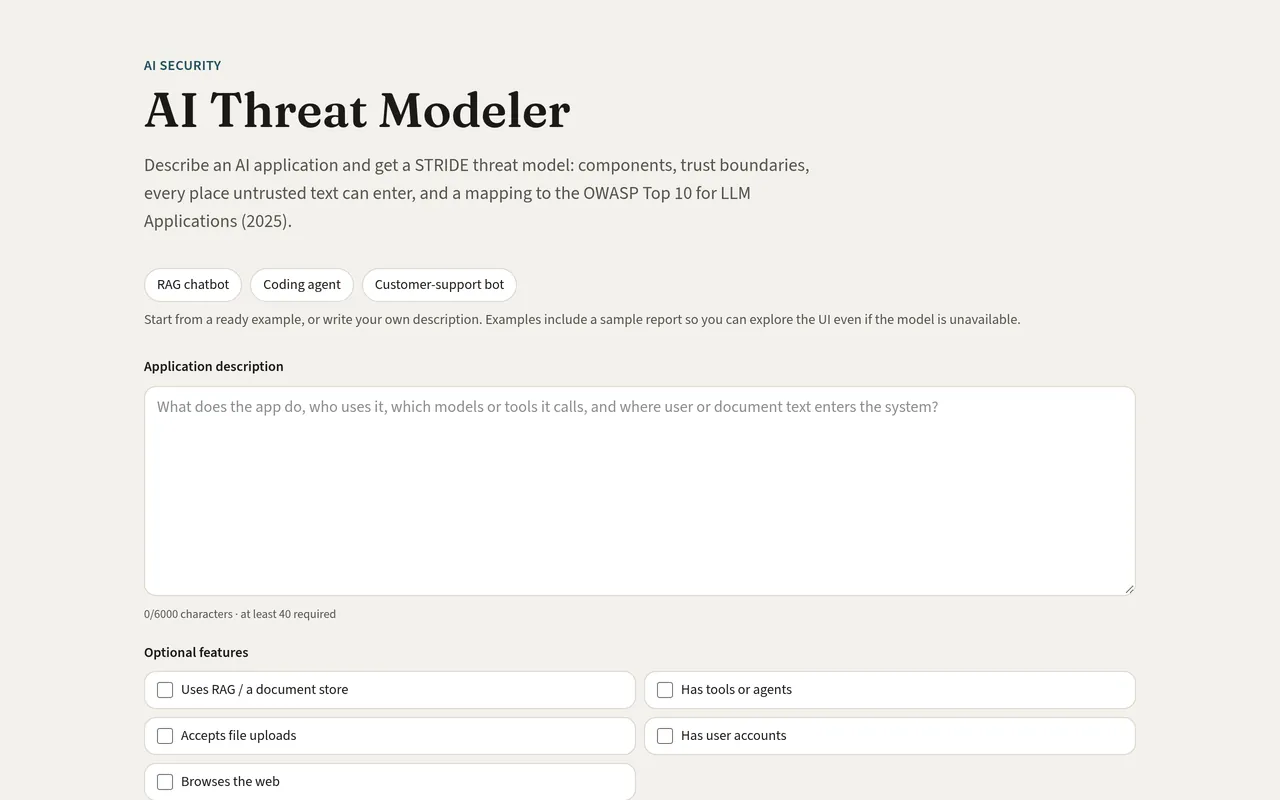 AI SECURITY
AI Threat Modeler
Describe an AI application and get a STRIDE threat model: components, trust boundaries,
every place untrusted text can enter, and a mapping to the OWASP Top 10 for LLM
Applications (2025).
RAG chatbot
Coding agent
Customer-support bot
Start from a ready example, or write your own description. Examples include a sample report so you can explore the UI even if the model is unavailable.
Application description
What does the app do, who uses it, which models or tools it calls, and where user or document text enters the system?
0/6000 characters · at least 40 required
Optional features
Uses RAG / a document store
Has tools or agents
Accepts file uploads
Has user accounts
Browses the web